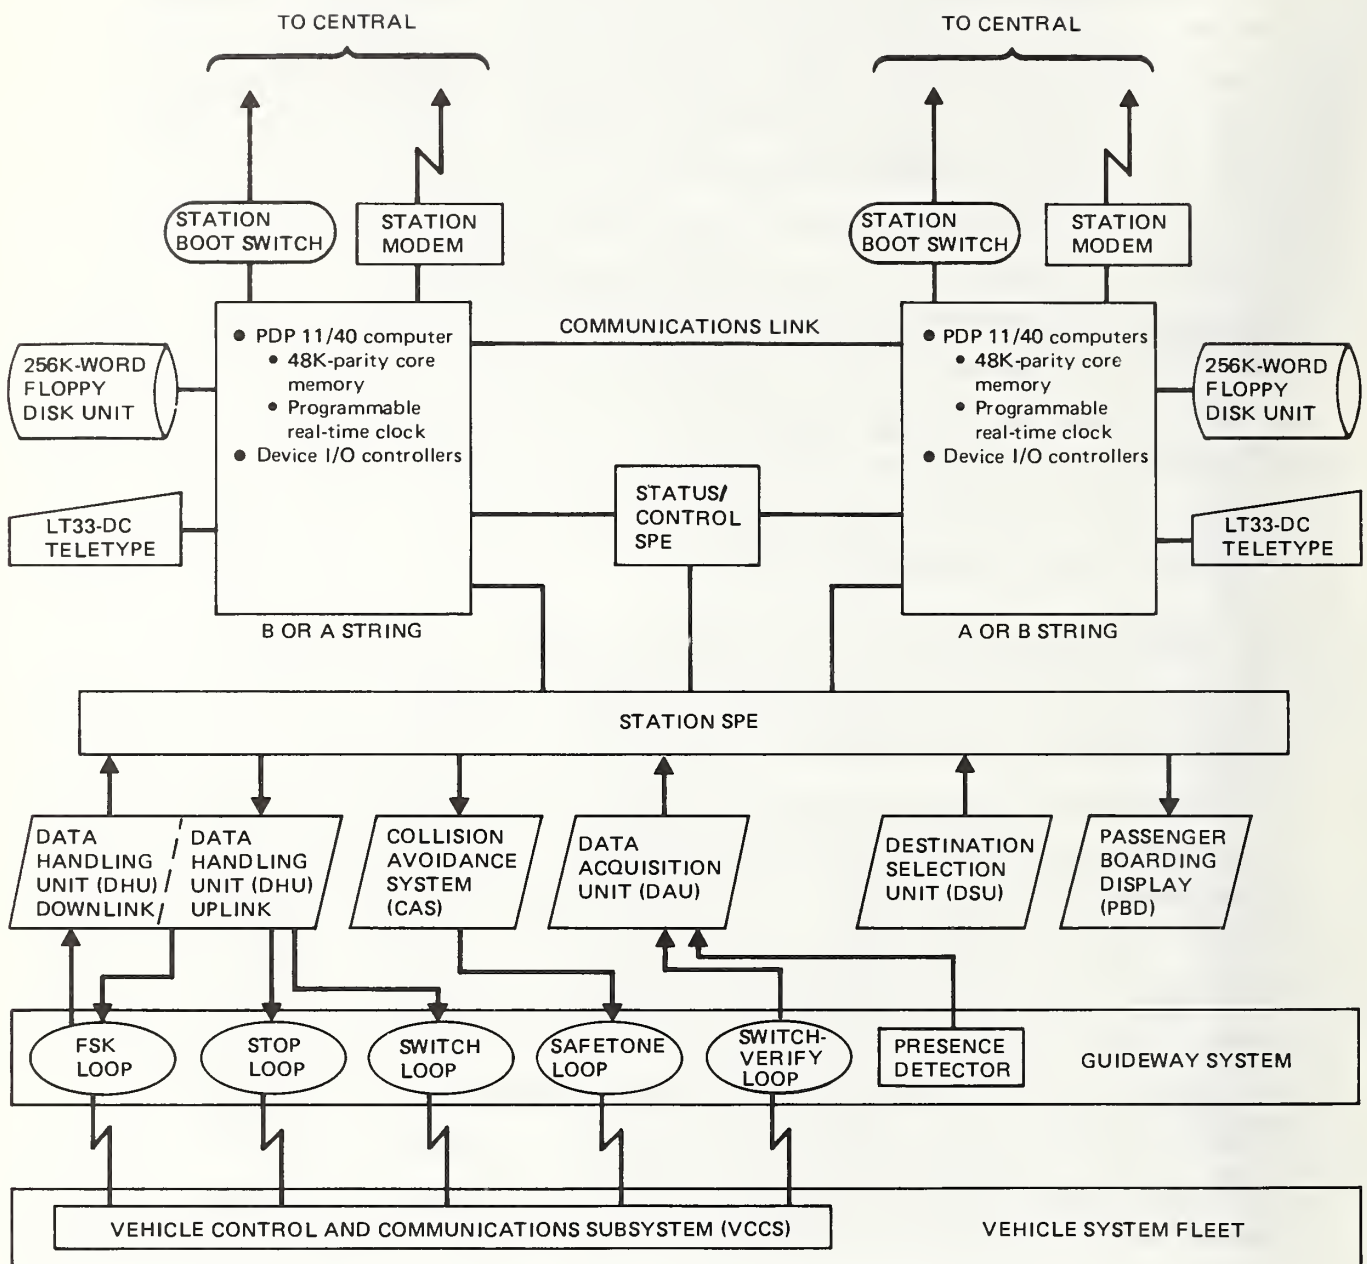 TO CENTRAL
TO CENTRAL
STATION
BOOT SWITCH
STATION
MODEM
STATION
BOOT SWITCH
STATION
MODEM
256K-WORD
FLOPPY
DISK UNIT
● PDP 11/40 computer
● 48K-parity core
memory
● Programmable
real-time clock
● Device I/O controllers
COMMUNICATIONS LINK
● PDP 11/40 computers
● 48K-parity core
memory
● Programmable
real-time clock
● Device I/O controllers
256K-WORD
FLOPPY
DISK UNIT
LT33-DC
TELETYPE
STATUS/
CONTROL
SPE
LT33-DC
TELETYPE
B OR A STRING
A OR B STRING
STATION SPE
DATA
HANDLING
UNIT (DHU)
DOWNLINK
DATA
HANDLING
UNIT (DHU)
UPLINK
COLLISION
AVOIDANCE
SYSTEM
(CAS)
DATA
ACQUISITION
UNIT (DAU)
DESTINATION
SELECTION
UNIT (DSU)
PASSENGER
BOARDING
DISPLAY
(PBD)
FSK
LOOP
STOP
LOOP
SWITCH
LOOP
SAFETONE
LOOP
SWITCH-
VERIFY
LOOP
PRESENCE
DETECTOR
GUIDEWAY SYSTEM
VEHICLE CONTROL AND COMMUNICATIONS SUBSYSTEM (VCCS)
VEHICLE SYSTEM FLEET